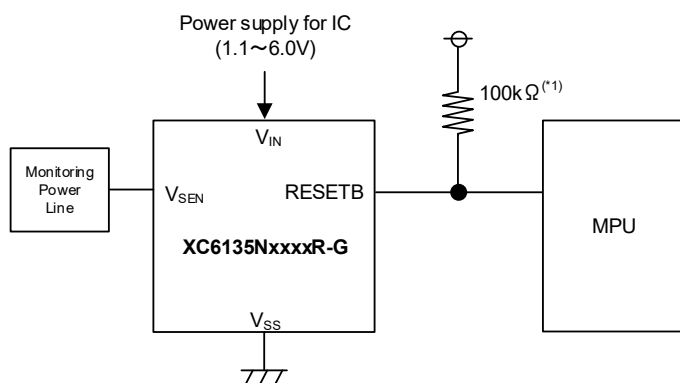 Power supply for IC
(1.1～6.0V)
100kΩ(*1)
VIN
Monitoring
Power
Line
VSEN
RESETB
MPU
XC6135NxxxxR-G
VSS